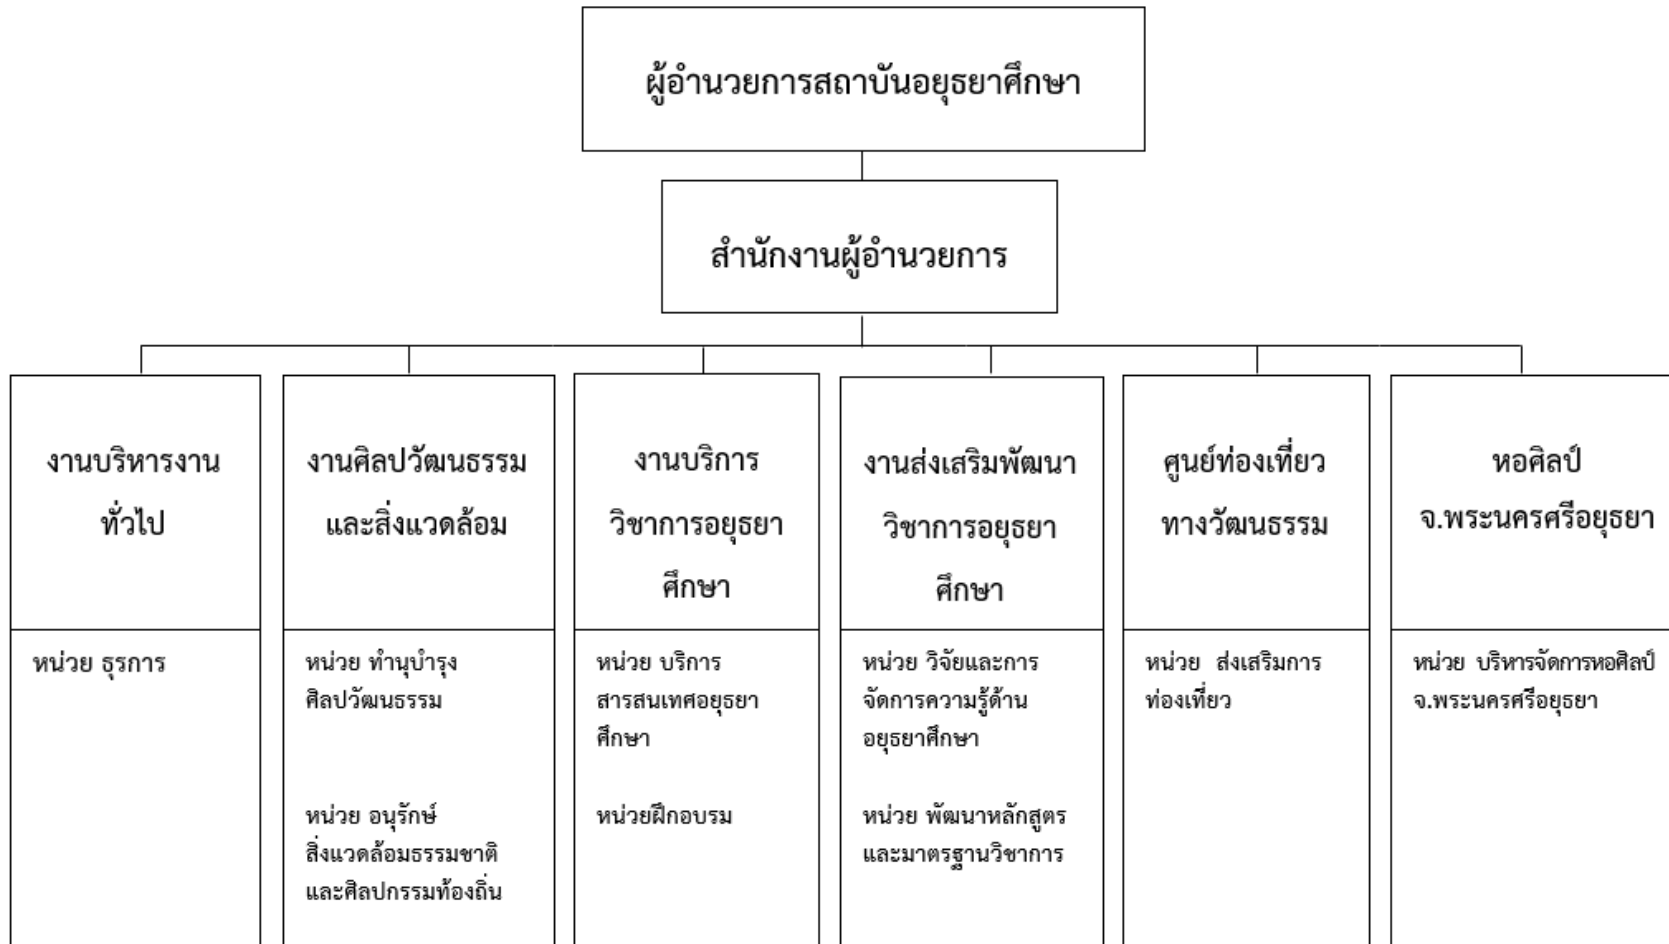 ผู้อำนวยการสถาบันอยุธยาศึกษา
สำนักงานผู้อำนวยการ
งานบริหารงาน
ทั่วไป
หน่วย ธุรการ
งานศิลปวัฒนธรรม
และสิ่งแวดล้อม
หน่วย ทำนุบำรุง
ศิลปวัฒนธรรม
หน่วย อนุรักษ์
สิ่งแวดล้อมธรรมชาติ
และศิลปกรรมท้องถิ่น
งานบริการ
วิชาการอยุธยา
ศึกษา
หน่วย บริการ
สารสนเทศอยุธยา
ศึกษา
หน่วยฝึกอบรม
งานส่งเสริมพัฒนา
วิชาการอยุธยา
ศึกษา
หน่วย วิจัยและการ
จัดการความรู้ด้าน
อยุธยาศึกษา
หน่วย พัฒนาหลักสูตร
และมาตรฐานวิชาการ
ศูนย์ท่องเที่ยว
ทางวัฒนธรรม
หน่วย ส่งเสริมการ
ท่องเที่ยว
หอศิลป์
จ.พระนครศรีอยุธยา
หน่วย บริหารจัดการหอศิลป์
จ.พระนครศรีอยุธยา